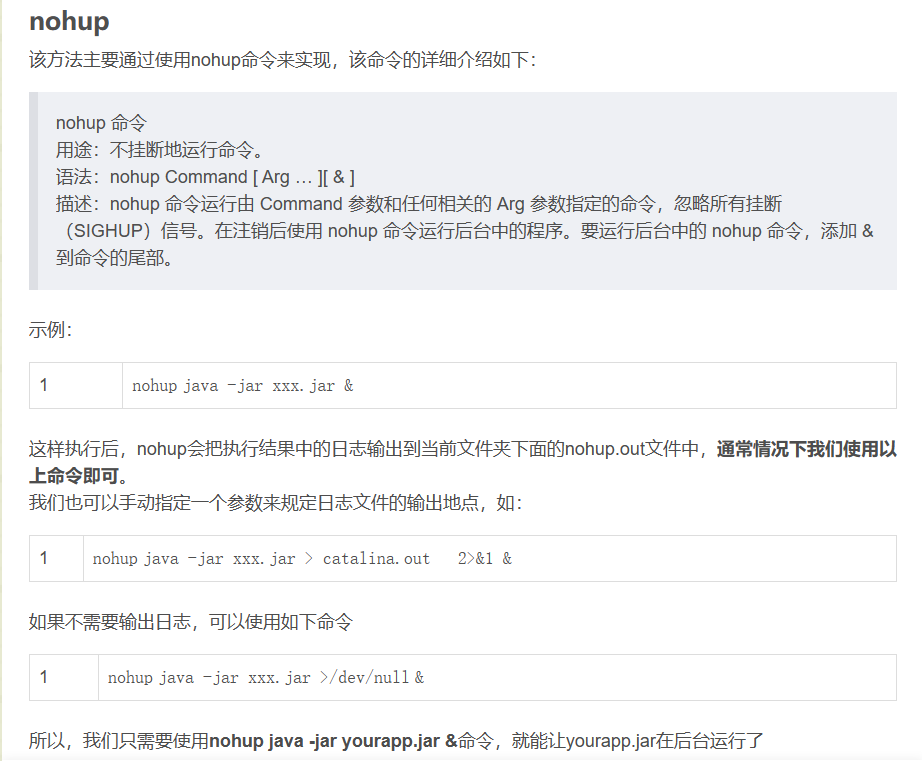 nohup
该方法主要通过使用nohup命令来实现，该命令的详细介绍如下：
nohup 命令
用途：不挂断地运行命令。
语法：nohup Command [ Arg … ][ & ]
描述：nohup 命令运行由 Command 参数和任何相关的 Arg 参数指定的命令，忽略所有挂断
（SIGHUP）信号。在注销后使用 nohup 命令运行后台中的程序。要运行后台中的 nohup 命令，添加 &
到命令的尾部。
示例：
1 nohup java -jar xxx.jar &
这样执行后，nohup会把执行结果中的日志输出到当前文件夹下面的nohup.out文件中，通常情况下我们使用以
上命令即可。
我们也可以手动指定一个参数来规定日志文件的输出地点，如：
1 nohup java -jar xxx.jar > catalina.out  2>&1 &
如果不需要输出日志，可以使用如下命令
1 nohup java -jar xxx.jar >/dev/null &
所以，我们只需要使用nohup java -jar yourapp.jar &命令，就能让yourapp.jar在后台运行了